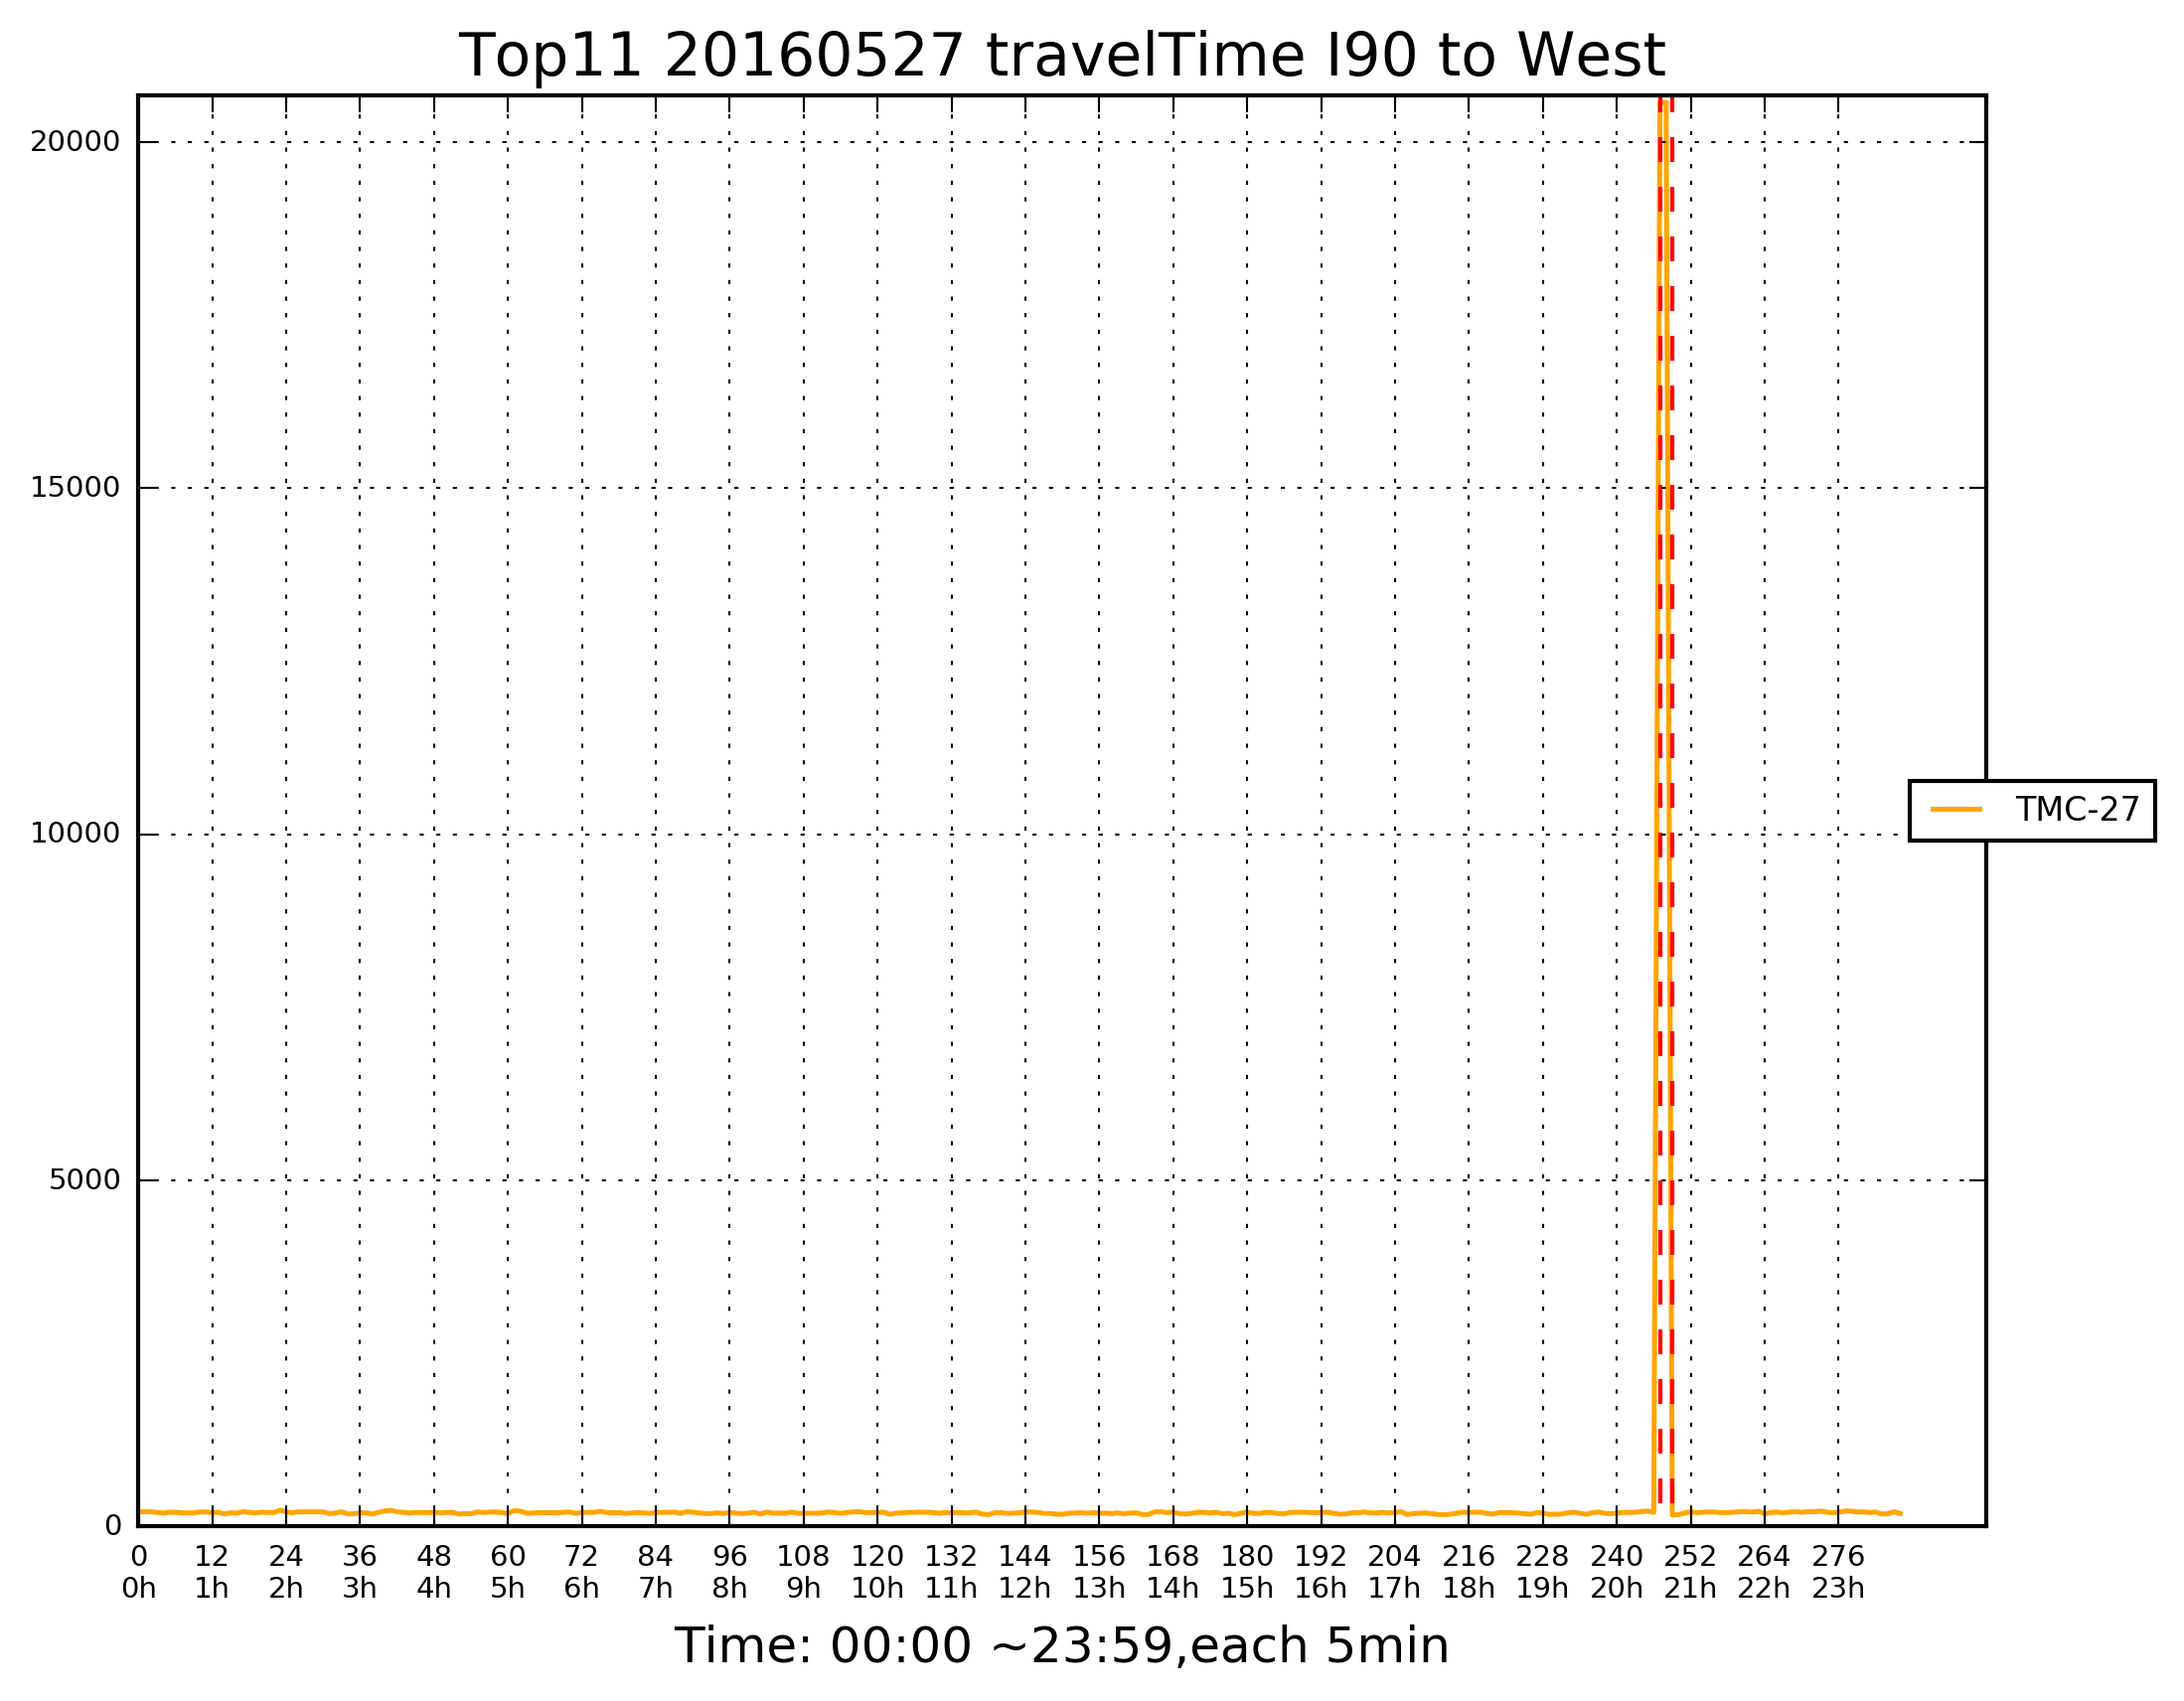 Top11 20160527 travelTime I90 to West
20000
15000
10000
5000
0
TMC-27
0 12 24 36 48 60 72 84 96 108 120 132 144 156 168 180 192 204 216 228 240 252 264 276
0h 1h 2h 3h 4h 5h 6h 7h 8h 9h 10h 11h 12h 13h 14h 15h 16h 17h 18h 19h 20h 21h 22h 23h
Time: 00:00 ~23:59,each 5min